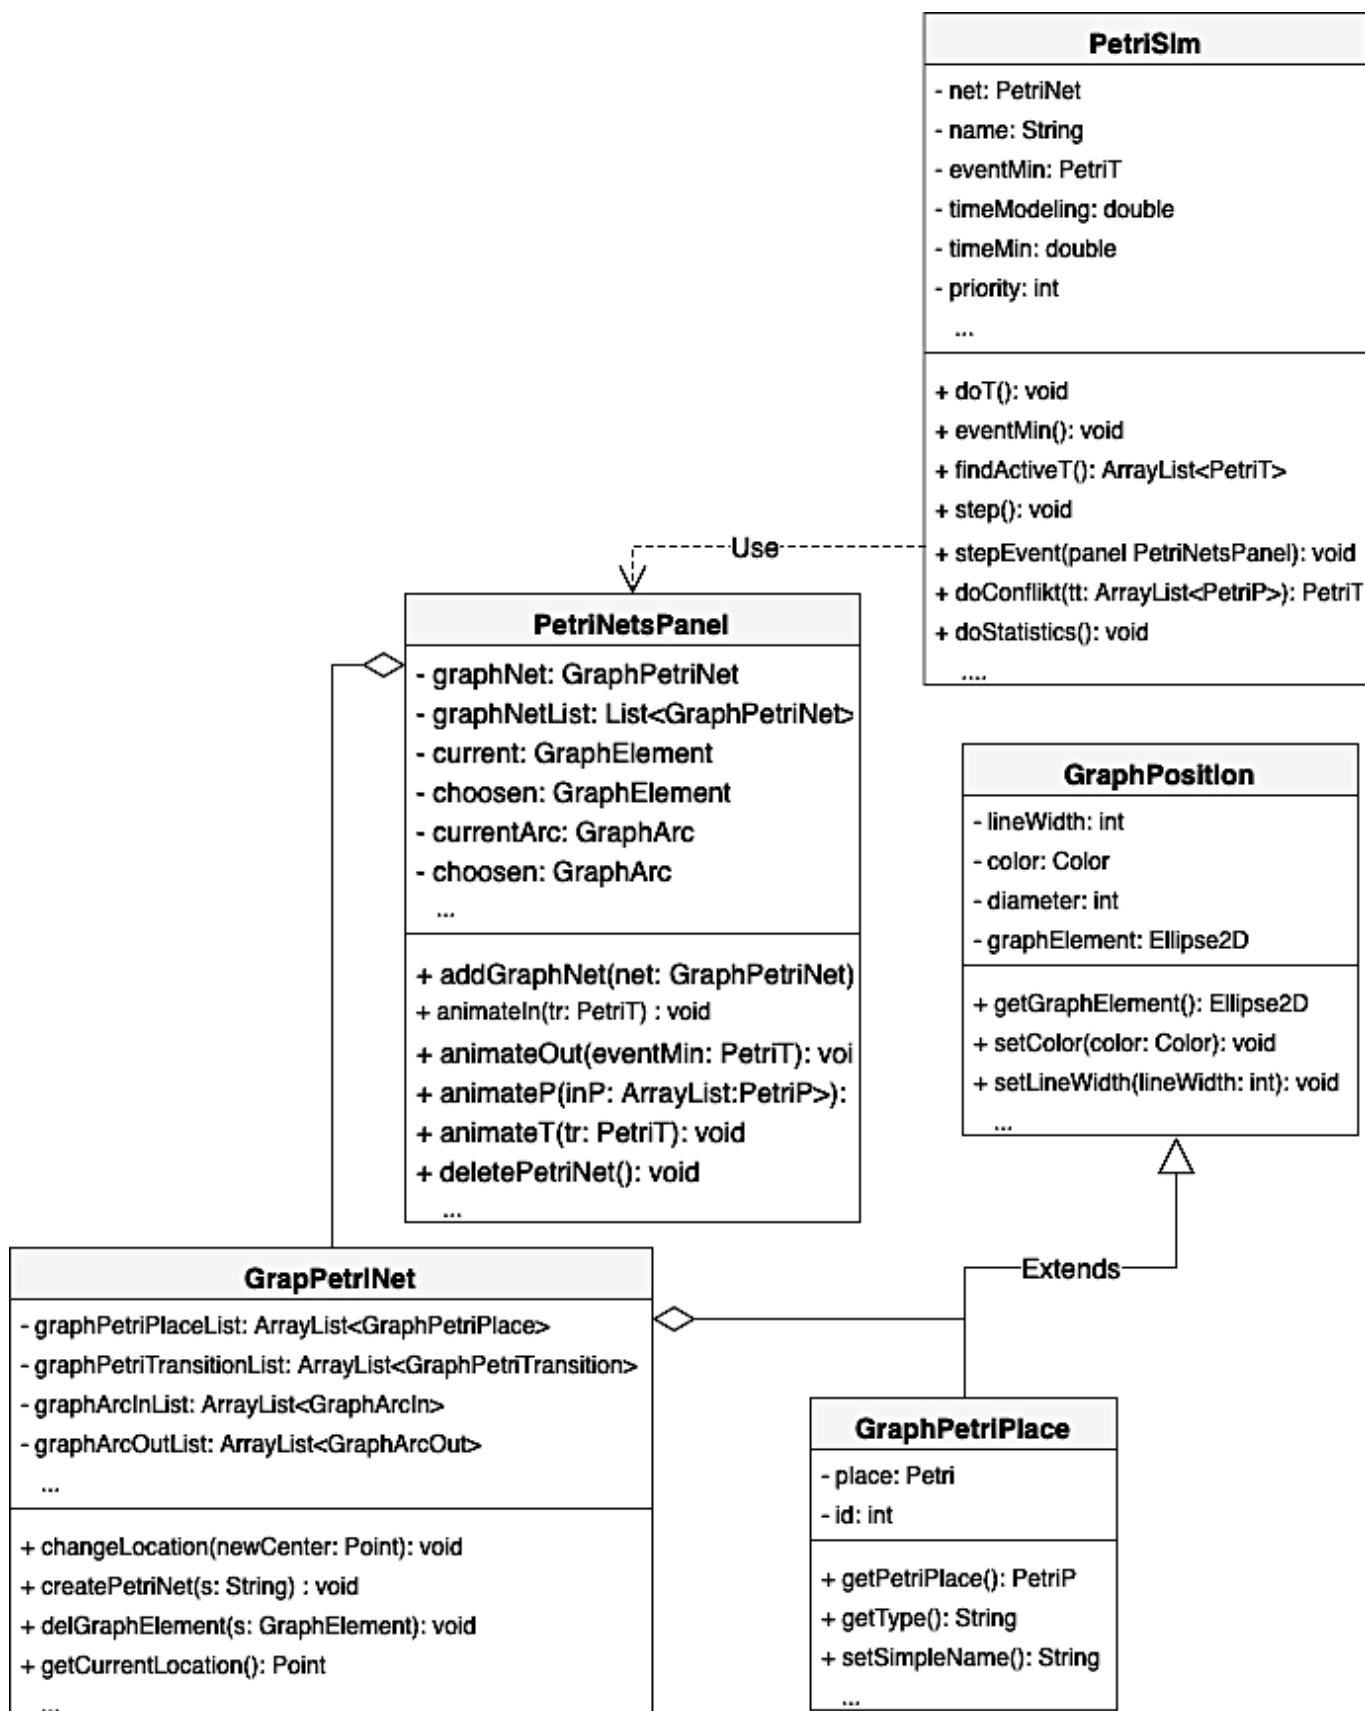 PetriSim
- net: PetriNet
- name: String
- eventMin: PetriT
- timeModeling: double
- timeMin: double
- priority: int
...
+ doT(): void
+ eventMin(): void
+ findActiveT(): ArrayList<PetriT>
+ step(): void
+ stepEvent(panel PetriNetsPanel): void
+ doConflikt(tt: ArrayList<PetriP>): PetriT
+ doStatistics(): void
....
Use
PetriNetsPanel
- graphNet: GraphPetriNet
- graphNetList: List<GraphPetriNet>
- current: GraphElement
- choosen: GraphElement
- currentArc: GraphArc
- choosen: GraphArc
...
+ addGraphNet(net: GraphPetriNet)
+ animateIn(tr: PetriT) : void
+ animateOut(eventMin: PetriT): voi
+ animateP(inP: ArrayList:PetriP>):
+ animateT(tr: PetriT): void
+ deletePetriNet(): void
...
GraphPosition
- lineWidth: int
- color: Color
- diameter: int
- graphElement: Ellipse2D
+ getGraphElement(): Ellipse2D
+ setColor(color: Color): void
+ setLineWidth(lineWidth: int): void
...
Extends
GrapPetriNet
- graphPetriPlaceList: ArrayList<GraphPetriPlace>
- graphPetriTransitionList: ArrayList<GraphPetriTransition>
- graphArcInList: ArrayList<GraphArcIn>
- graphArcOutList: ArrayList<GraphArcOut>
...
+ changeLocation(newCenter: Point): void
+ createPetriNet(s: String) : void
+ delGraphElement(s: GraphElement): void
+ getCurrentLocation(): Point
...
GraphPetriPlace
- place: Petri
- id: int
+ getPetriPlace(): PetriP
+ getType(): String
+ setSimpleName(): String
...